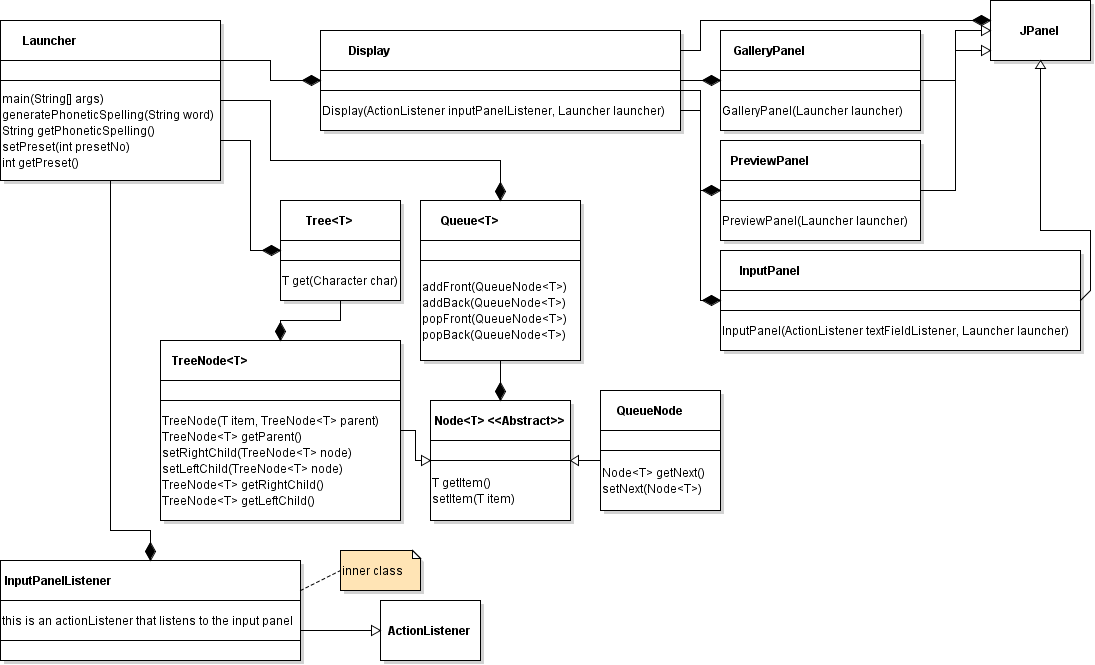 Launcher
main(String[] args)
generatePhoneticSpelling(String word)
String getPhoneticSpelling()
setPreset(int presetNo)
int getPreset()
Display
Display(ActionListener inputPanelListener, Launcher launcher)
GalleryPanel
GalleryPanel(Launcher launcher)
JPanel
PreviewPanel
PreviewPanel(Launcher launcher)
InputPanel
InputPanel(ActionListener textFieldListener, Launcher launcher)
Tree<T>
T get(Character char)
Queue<T>
addFront(QueueNode<T>)
addBack(QueueNode<T>)
popFront(QueueNode<T>)
popBack(QueueNode<T>)
TreeNode<T>
TreeNode(T item, TreeNode<T> parent)
TreeNode<T> getParent()
setRightChild(TreeNode<T> node)
setLeftChild(TreeNode<T> node)
TreeNode<T> getRightChild()
TreeNode<T> getLeftChild()
Node<T> <<Abstract>>
T getItem()
setItem(T item)
QueueNode
Node<T> getNext()
setNext(Node<T>)
InputPanelListener
this is an actionListener that listens to the input panel
inner class
ActionListener